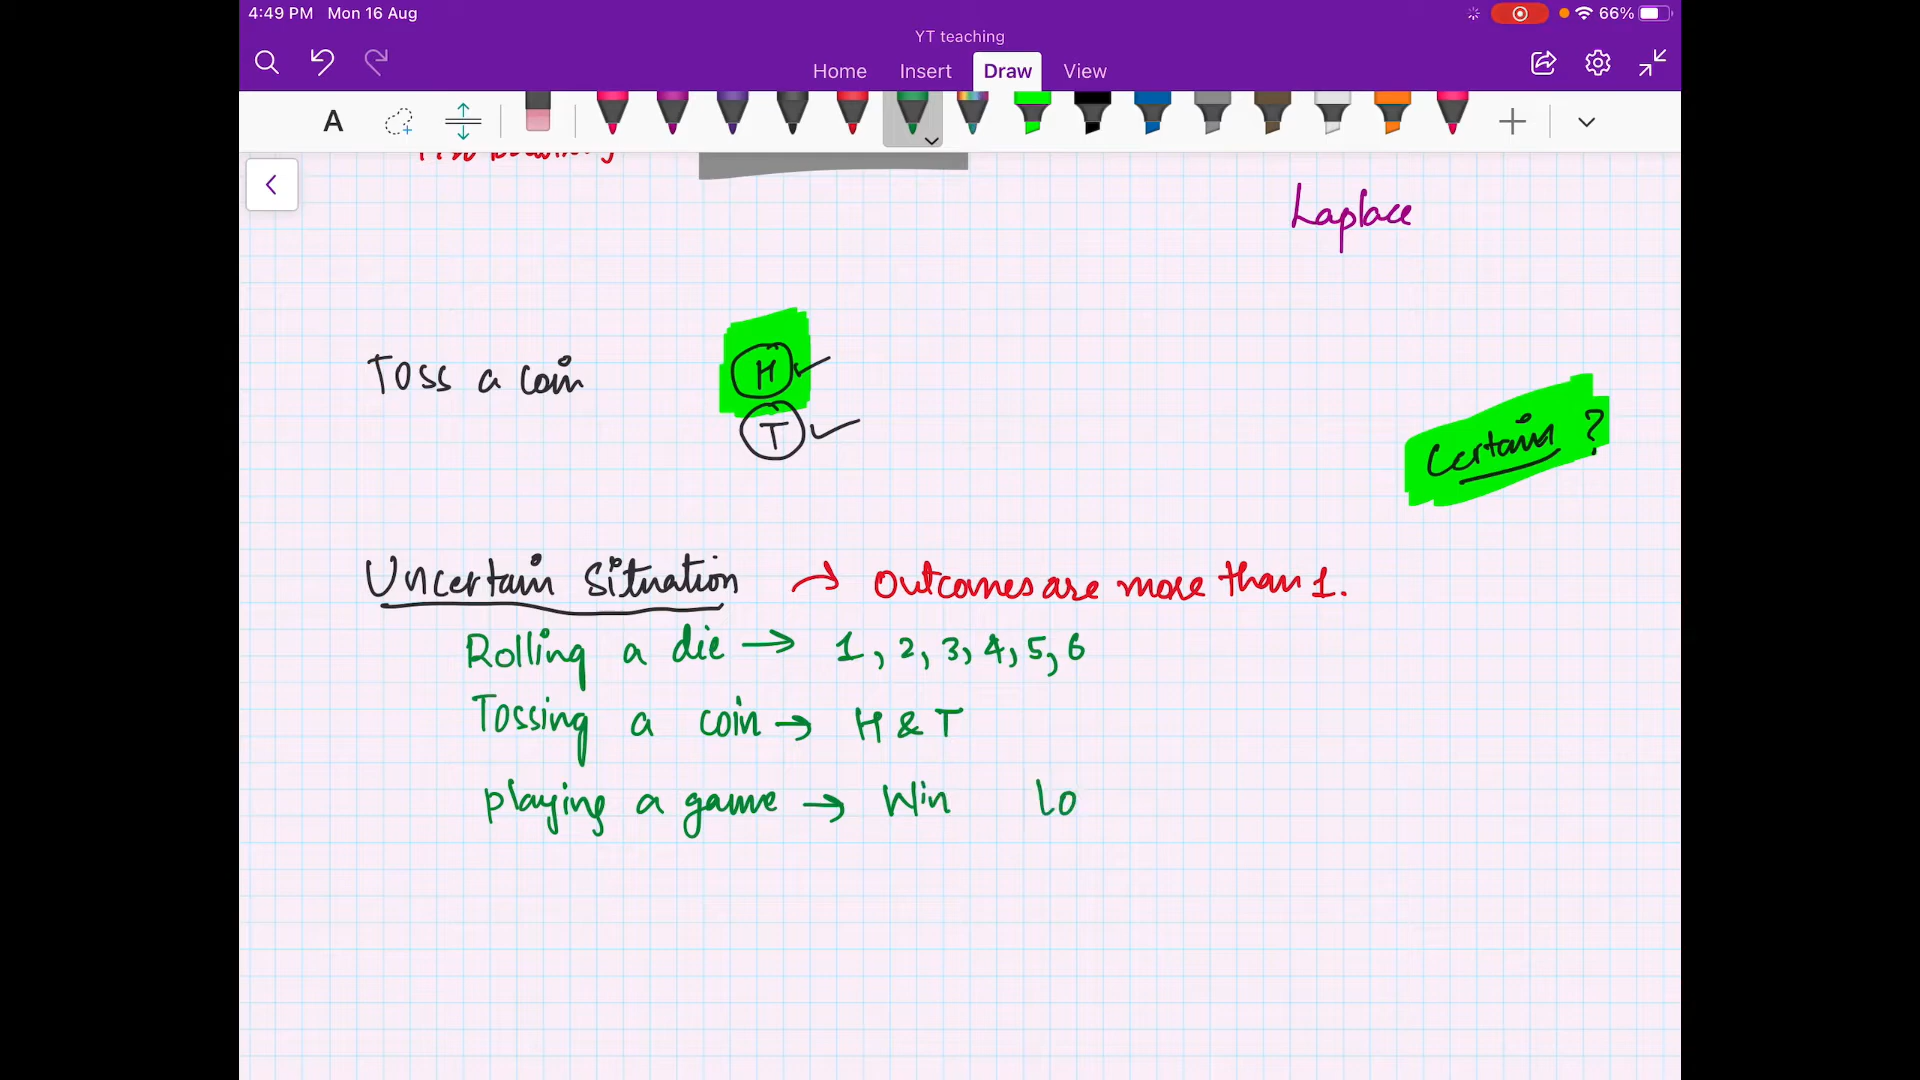 4:49 PM Mon 16 Aug
66%
YT teaching
Home Insert Draw View
A
Laplace
Toss a coin
H
T
Certain ?
Uncertain Situation → Outcomes are more than 1.
Rolling a die → 1, 2, 3, 4, 5, 6
Tossing a coin → H & T
playing a game → Win Lo